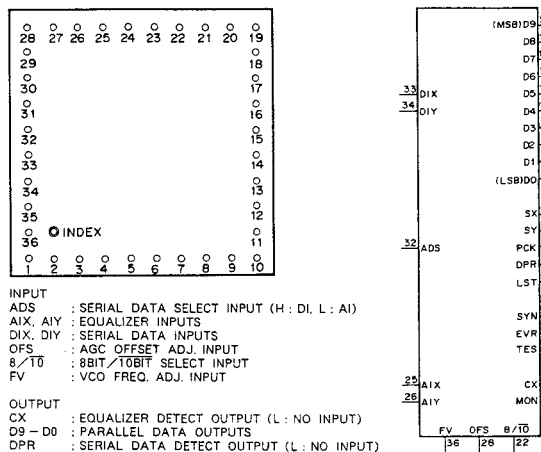 28 27 26 25 24 23 22 21 20 19
29 18
30 17
31 16
32 15
33 14
34 13
35 12
36 INDEX 11
1 2 3 4 5 6 7 8 9 10
INPUT
ADS : SERIAL DATA SELECT INPUT (H : DI, L : AI)
AIX, AIY : EQUALIZER INPUTS
DIX, DIY : SERIAL DATA INPUTS
OFS : AGC OFFSET ADJ. INPUT
8/10 : 8BIT/10BIT SELECT INPUT
FV : VCO FREQ. ADJ. INPUT
OUTPUT
CX : EQUALIZER DETECT OUTPUT (L : NO INPUT)
D9 - D0 : PARALLEL DATA OUTPUTS
DPR : SERIAL DATA DETECT OUTPUT (L : NO INPUT)
(MSB)D9
D8
D7
D6
33 DIX D5
34 DIY D4
D3
D2
D1
(LSB)D0
SX
SY
32 ADS PCK
DPR
LST
SYN
EVR
TES
25 AIX CX
26 AIY MON
FV OFS 8/10
36 28 22